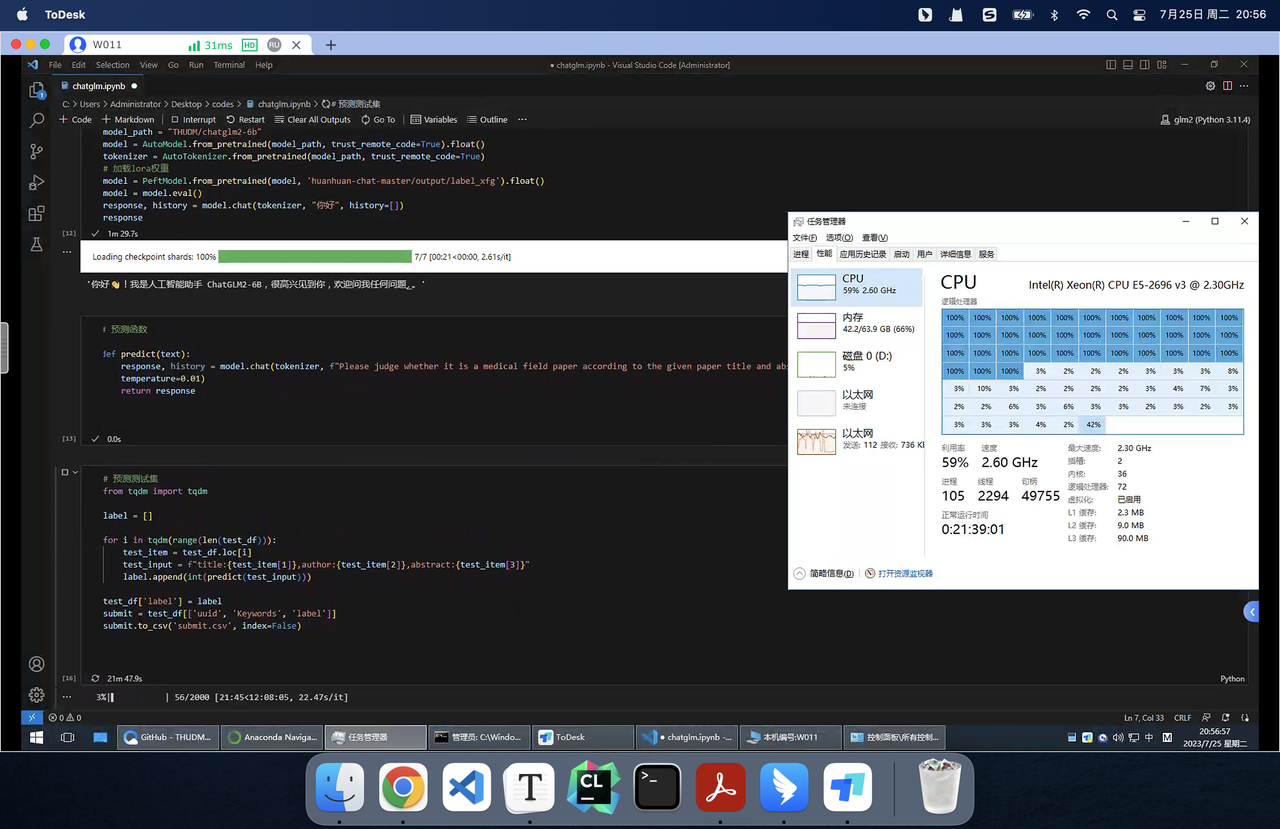 ToDesk
7月25日 周二 20:56
W011
31ms
HD
RU
File Edit Selection View Go Run Terminal Help
● chatglm.ipynb - Visual Studio Code [Administrator]
chatglm.ipynb ●
C: > Users > Administrator > Desktop > codes > chatglm.ipynb > # 预测测试集
+ Code + Markdown Interrupt Restart Clear All Outputs Go To Variables Outline ...
glm2 (Python 3.11.4)
model_path = "THUDM/chatglm2-6b"
model = AutoModel.from_pretrained(model_path, trust_remote_code=True).float()
tokenizer = AutoTokenizer.from_pretrained(model_path, trust_remote_code=True)
# 加载lora权重
model = PeftModel.from_pretrained(model, 'huanhuan-chat-master/output/label_xfg').float()
model = model.eval()
response, history = model.chat(tokenizer, "你好", history=[])
response
[12]
1m 29.7s
Loading checkpoint shards: 100%
7/7 [00:21<00:00, 2.61s/it]
'你好👋！我是人工智能助手 ChatGLM2-6B，很高兴见到你，欢迎问我任何问题。'
# 预测函数
def predict(text):
response, history = model.chat(tokenizer, f"Please judge whether it is a medical field paper according to the given paper title and abs
temperature=0.01)
return response
[13]
0.0s
# 预测测试集
from tqdm import tqdm
label = []
for i in tqdm(range(len(test_df))):
test_item = test_df.loc[i]
test_input = f"title:{test_item[1]},author:{test_item[2]},abstract:{test_item[3]}"
label.append(int(predict(test_input)))
test_df['label'] = label
submit = test_df[['uuid', 'Keywords', 'label']]
submit.to_csv('submit.csv', index=False)
[16]
21m 47.9s
Python
3%| | 56/2000 [21:45<12:08:05, 22.47s/it]
任务管理器
文件(F) 选项(O) 查看(V)
进程 性能 应用历史记录 启动 用户 详细信息 服务
CPU
59% 2.60 GHz
内存
42.2/63.9 GB (66%)
磁盘 0 (D:)
5%
以太网
未连接
以太网
发送: 112 接收: 736 K
CPU
Intel(R) Xeon(R) CPU E5-2696 v3 @ 2.30GHz
逻辑处理器
100% 100% 100% 100% 100% 100% 100% 100% 100% 100% 100%
100% 100% 100% 100% 100% 100% 100% 100% 100% 100% 100%
100% 100% 100% 100% 100% 100% 100% 100% 100% 100% 100%
100% 100% 100% 3% 2% 2% 2% 3% 3% 3% 8%
3% 10% 3% 2% 2% 2% 2% 3% 4% 7% 3%
2% 2% 6% 3% 6% 3% 3% 2% 3% 2% 3%
3% 3% 3% 4% 2% 42%
利用率
59%
速度
2.60 GHz
进程
105
线程
2294
句柄
49755
正常运行时间
0:21:39:01
最大速度: 2.30 GHz
插槽: 2
内核: 36
逻辑处理器: 72
虚拟化: 已启用
L1 缓存: 2.3 MB
L2 缓存: 9.0 MB
L3 缓存: 90.0 MB
简略信息(D)
打开资源监视器
0 0
Ln 7, Col 33 CRLF
GitHub - THUDM...
Anaconda Naviga...
任务管理器
管理员: C:\Windo...
ToDesk
● chatglm.ipynb -...
本机编号:W011
控制面板\所有控制...
中
M
20:56:57
2023/7/25 星期二
T
CL